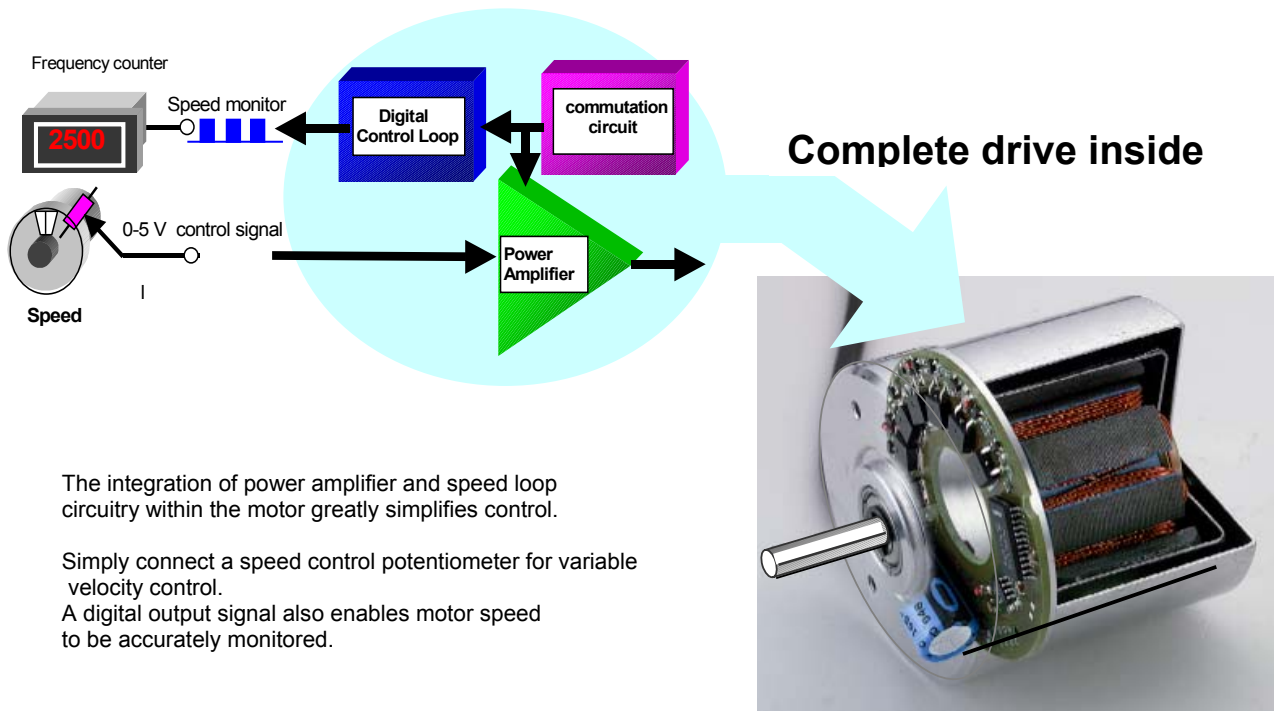 Frequency counter
Speed monitor
2500
Digital
Control Loop
commutation
circuit
Complete drive inside
0-5 V control signal
Power
Amplifier
I
Speed
The integration of power amplifier and speed loop
circuitry within the motor greatly simplifies control.
Simply connect a speed control potentiometer for variable
velocity control.
A digital output signal also enables motor speed
to be accurately monitored.